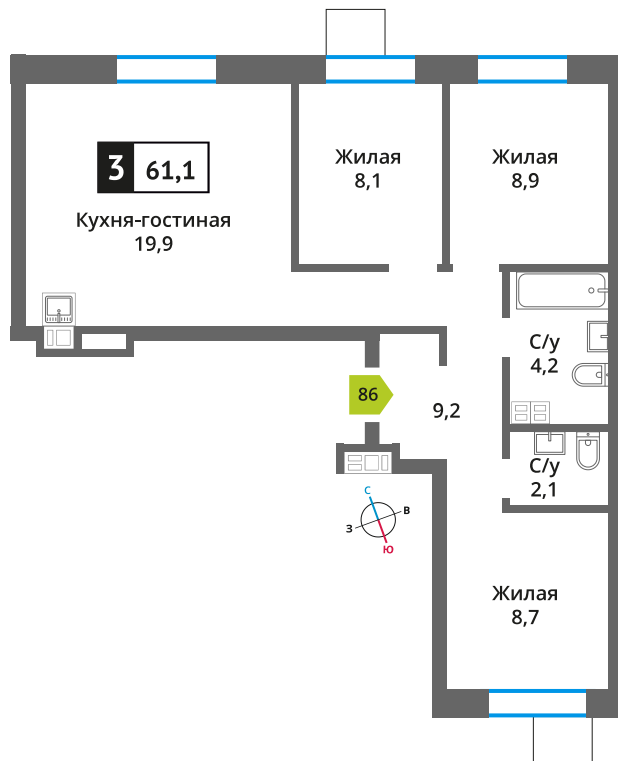 3 61,1
Кухня-гостиная
19,9
Жилая
8,1
Жилая
8,9
С/у
4,2
86
9,2
С/у
2,1
С
В
З
Ю
Жилая
8,7